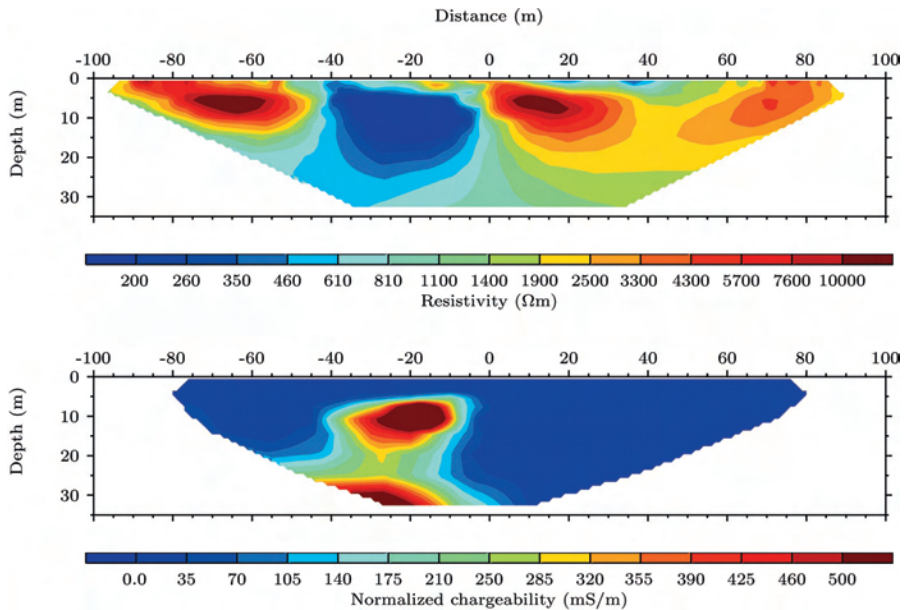 Distance (m)
-100 -80 -60 -40 -20 0 20 40 60 80 100
Depth (m)
0
10
20
30
200 260 350 460 610 810 1100 1400 1900 2500 3300 4300 5700 7600 10000
Resistivity (Ωm)
-100 -80 -60 -40 -20 0 20 40 60 80 100
Depth (m)
0
10
20
30
0.0 35 70 105 140 175 210 250 285 320 355 390 425 460 500
Normalized chargeability (mS/m)